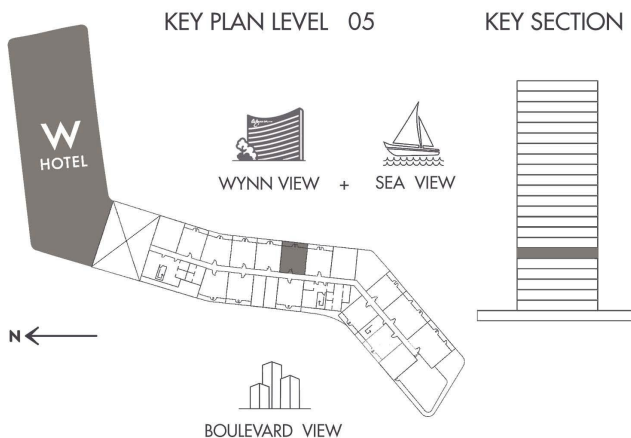 KEY PLAN LEVEL 05
KEY SECTION
W
HOTEL
WYNN VIEW + SEA VIEW
N
BOULEVARD VIEW